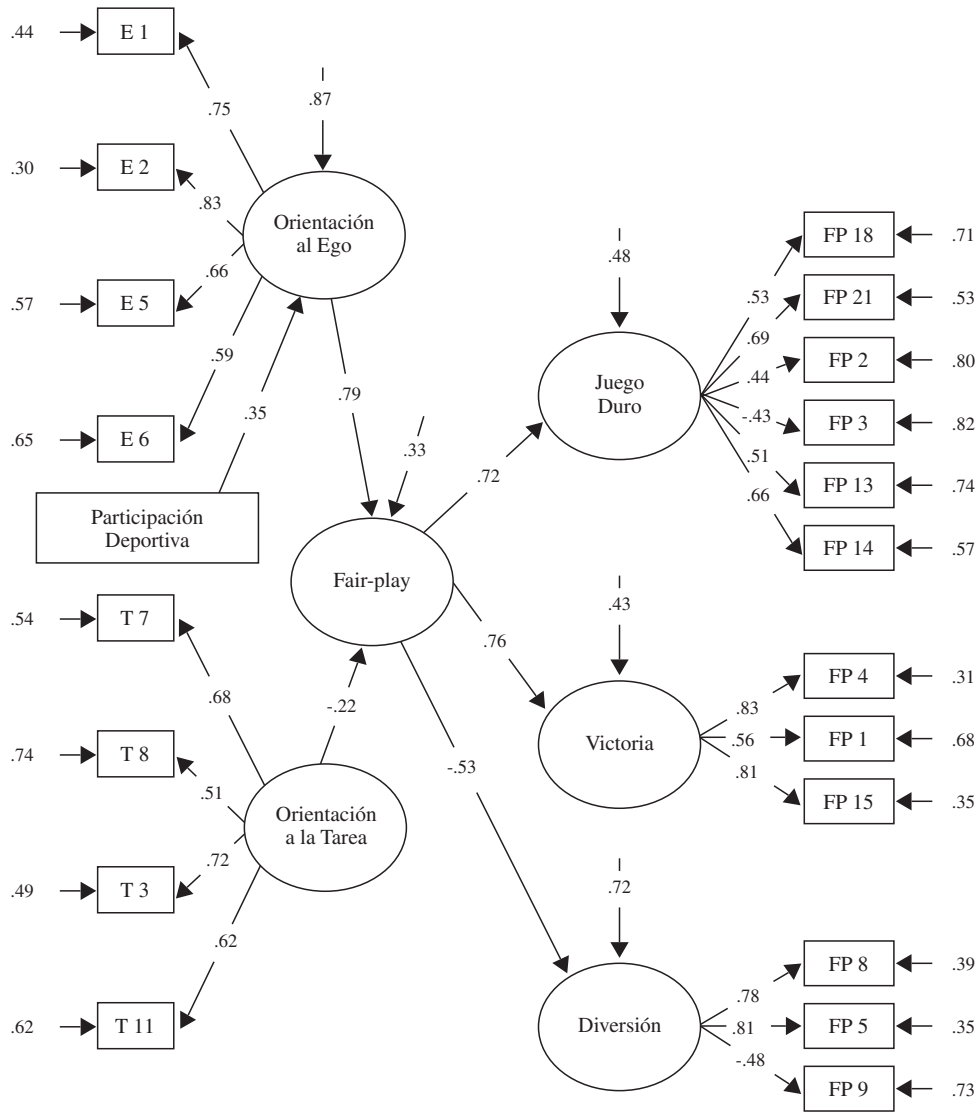 .44
E 1
.75
.87
.30
E 2
.83
Orientación
al Ego
.57
E 5
.66
.59
.65
E 6
.35
.79
.33
Participación
Deportiva
Fair-play
.54
T 7
.68
-.22
.74
T 8
.51
Orientación
a la Tarea
.49
T 3
.72
.62
.62
T 11
.72
.76
-.53
.48
Juego
Duro
.53
FP 18
.71
.69
FP 21
.53
.44
FP 2
.80
-.43
FP 3
.82
.51
FP 13
.74
.66
FP 14
.57
.43
Victoria
.83
FP 4
.31
.56
FP 1
.68
.81
FP 15
.35
.72
Diversión
.78
FP 8
.39
.81
FP 5
.35
-.48
FP 9
.73